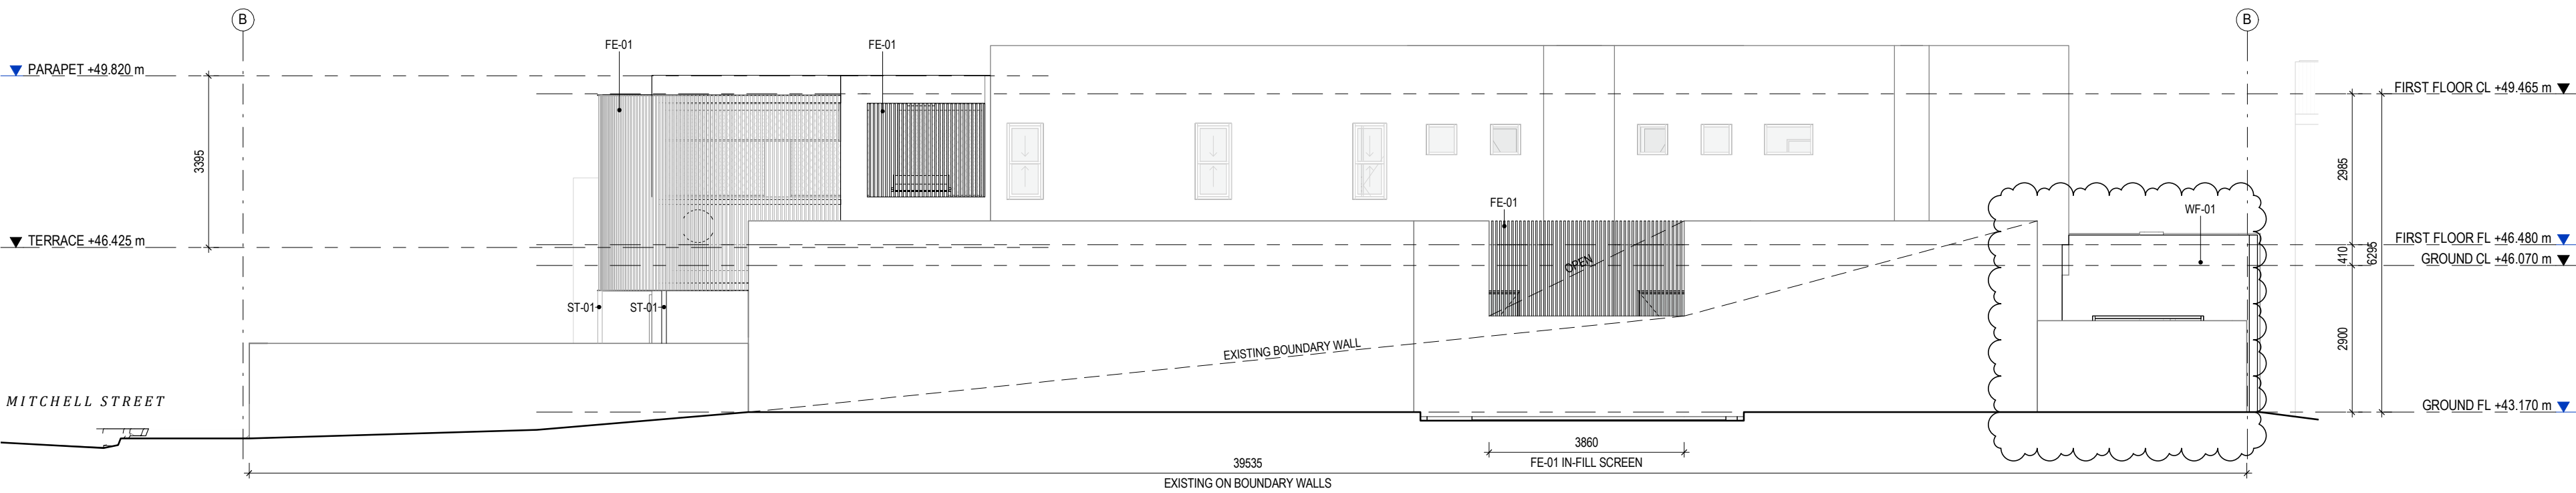 B
B
FE-01
FE-01
PARAPET +49.820 m
FIRST FLOOR CL +49.465 m
3395
2985
FE-01
WF-01
TERRACE +46.425 m
FIRST FLOOR FL +46.480 m
410
6295
GROUND CL +46.070 m
OPEN
ST-01
ST-01
EXISTING BOUNDARY WALL
2900
MITCHELL STREET
GROUND FL +43.170 m
3860
FE-01 IN-FILL SCREEN
39535
EXISTING ON BOUNDARY WALLS